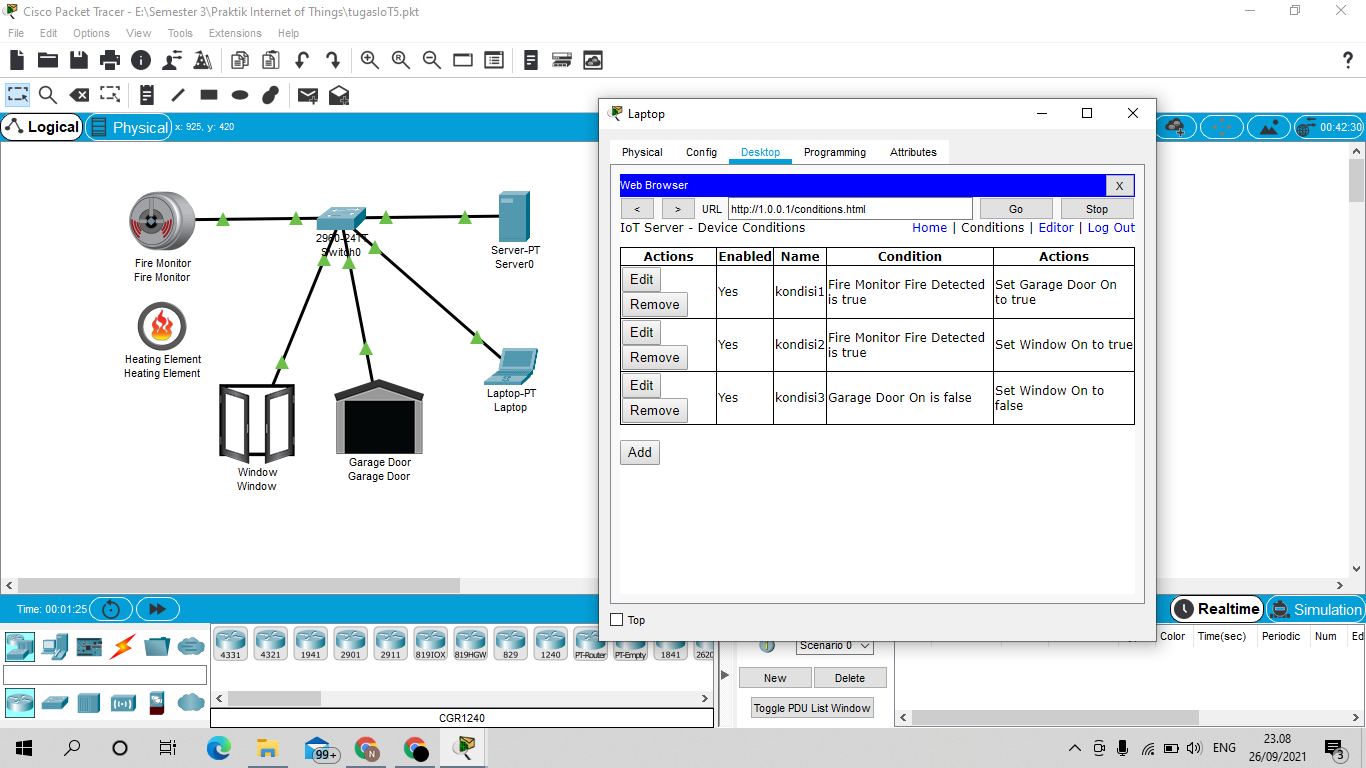 Cisco Packet Tracer - E:\Semester 3\Praktik Internet of Things\tugasIoT5.pkt
File Edit Options View Tools Extensions Help
?
Logical Physical x: 925, y: 420
00:42:30
Fire Monitor
Fire Monitor
2960-24TT
Switch0
Server-PT
Server0
Heating Element
Heating Element
Laptop-PT
Laptop
Window
Window
Garage Door
Garage Door
Laptop
Physical Config Desktop Programming Attributes
Web Browser X
< > URL http://1.0.0.1/conditions.html Go Stop
IoT Server - Device Conditions Home | Conditions | Editor | Log Out
Actions Enabled Name Condition Actions
Edit
Remove
Yes kondisi1 Fire Monitor Fire Detected is true Set Garage Door On to true
Edit
Remove
Yes kondisi2 Fire Monitor Fire Detected is true Set Window On to true
Edit
Remove
Yes kondisi3 Garage Door On is false Set Window On to false
Add
Top
Time: 00:01:25
Realtime Simulation
4331 4321 1941 2901 2911 819IOX 819HGW 829 1240 PT-Router PT-Empty 1841 2620
CGR1240
Scenario 0
New Delete
Toggle PDU List Window
Color Time(sec) Periodic Num Ed
99+
N
ENG
23.08
26/09/2021
3